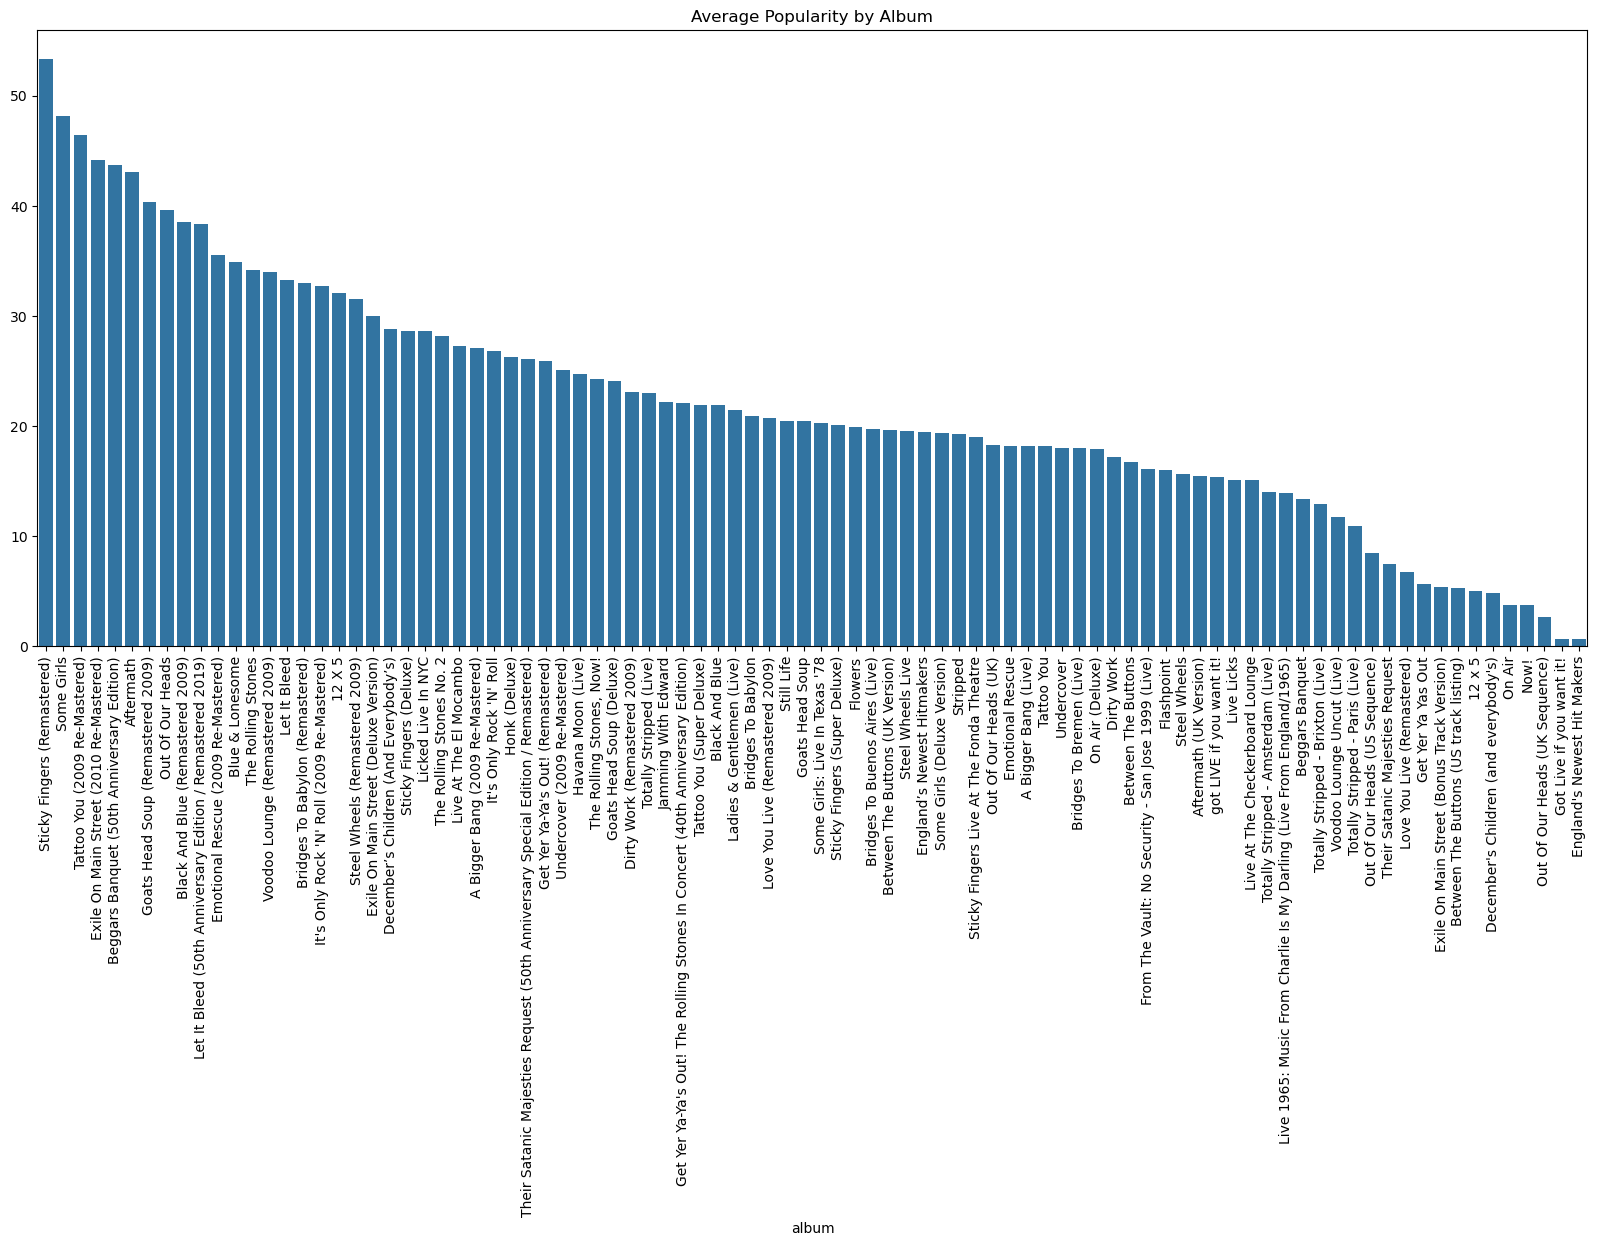 Average Popularity by Album
50
40
30
20
10
0
Sticky Fingers (Remastered)
Some Girls
Tattoo You (2009 Re-Mastered)
Exile On Main Street (2010 Re-Mastered)
Beggars Banquet (50th Anniversary Edition)
Aftermath
Goats Head Soup (Remastered 2009)
Out Of Our Heads
Black And Blue (Remastered 2009)
Let It Bleed (50th Anniversary Edition / Remastered 2019)
Emotional Rescue (2009 Re-Mastered)
Blue & Lonesome
The Rolling Stones
Voodoo Lounge (Remastered 2009)
Let It Bleed
Bridges To Babylon (Remastered)
It's Only Rock 'N' Roll (2009 Re-Mastered)
12 X 5
Steel Wheels (Remastered 2009)
Exile On Main Street (Deluxe Version)
December's Children (And Everybody's)
Sticky Fingers (Deluxe)
Licked Live In NYC
The Rolling Stones No. 2
Live At The El Mocambo
A Bigger Bang (2009 Re-Mastered)
It's Only Rock 'N' Roll
Honk (Deluxe)
Their Satanic Majesties Request (50th Anniversary Special Edition / Remastered)
Get Yer Ya-Ya's Out! (Remastered 2009)
Undercover (2009 Re-Mastered)
Havana Moon (Live)
The Rolling Stones, Now!
Goats Head Soup (Deluxe)
Dirty Work (Remastered 2009)
Totally Stripped (Live)
Jamming With Edward
Get Yer Ya-Ya's Out! The Rolling Stones In Concert (40th Anniversary Edition)
Tattoo You (Super Deluxe)
Black And Blue
Ladies & Gentlemen (Live)
Bridges To Babylon
Love You Live (Remastered 2009)
Still Life
Goats Head Soup
Some Girls: Live In Texas '78
Sticky Fingers (Super Deluxe)
Flowers
Bridges To Buenos Aires (Live)
Between The Buttons (UK Version)
Steel Wheels Live
England's Newest Hitmakers
Some Girls (Deluxe Version)
Stripped
Sticky Fingers Live At The Fonda Theatre
Out Of Our Heads (UK)
Emotional Rescue
A Bigger Bang (Live)
Tattoo You
Undercover
Bridges To Bremen (Live)
On Air (Deluxe)
Dirty Work
Between The Buttons
From The Vault: No Security - San Jose 1999 (Live)
Flashpoint
Steel Wheels
Aftermath (UK Version)
got LIVE if you want it!
Live Licks
Live At The Checkerboard Lounge
Totally Stripped - Amsterdam (Live)
Live 1965: Music From Charlie Is My Darling (Live From England/1965)
Beggars Banquet
Totally Stripped - Brixton (Live)
Voodoo Lounge Uncut (Live)
Totally Stripped - Paris (Live)
Out Of Our Heads (US Sequence)
Their Satanic Majesties Request
Love You Live (Remastered)
Get Yer Ya Yas Out
Exile On Main Street (Bonus Track Version)
Between The Buttons (US track listing)
12 x 5
December's Children (and everybody's)
On Air
Now!
Out Of Our Heads (UK Sequence)
Got Live if you want it!
England's Newest Hit Makers
album